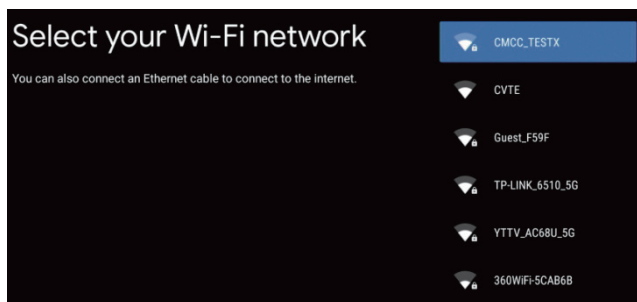 Select your Wi-Fi network
You can also connect an Ethernet cable to connect to the internet.
CMCC_TESTX
CVTE
Guest_F59F
TP-LINK_6510_5G
YTTV_AC68U_5G
360WiFi-5CAB6B